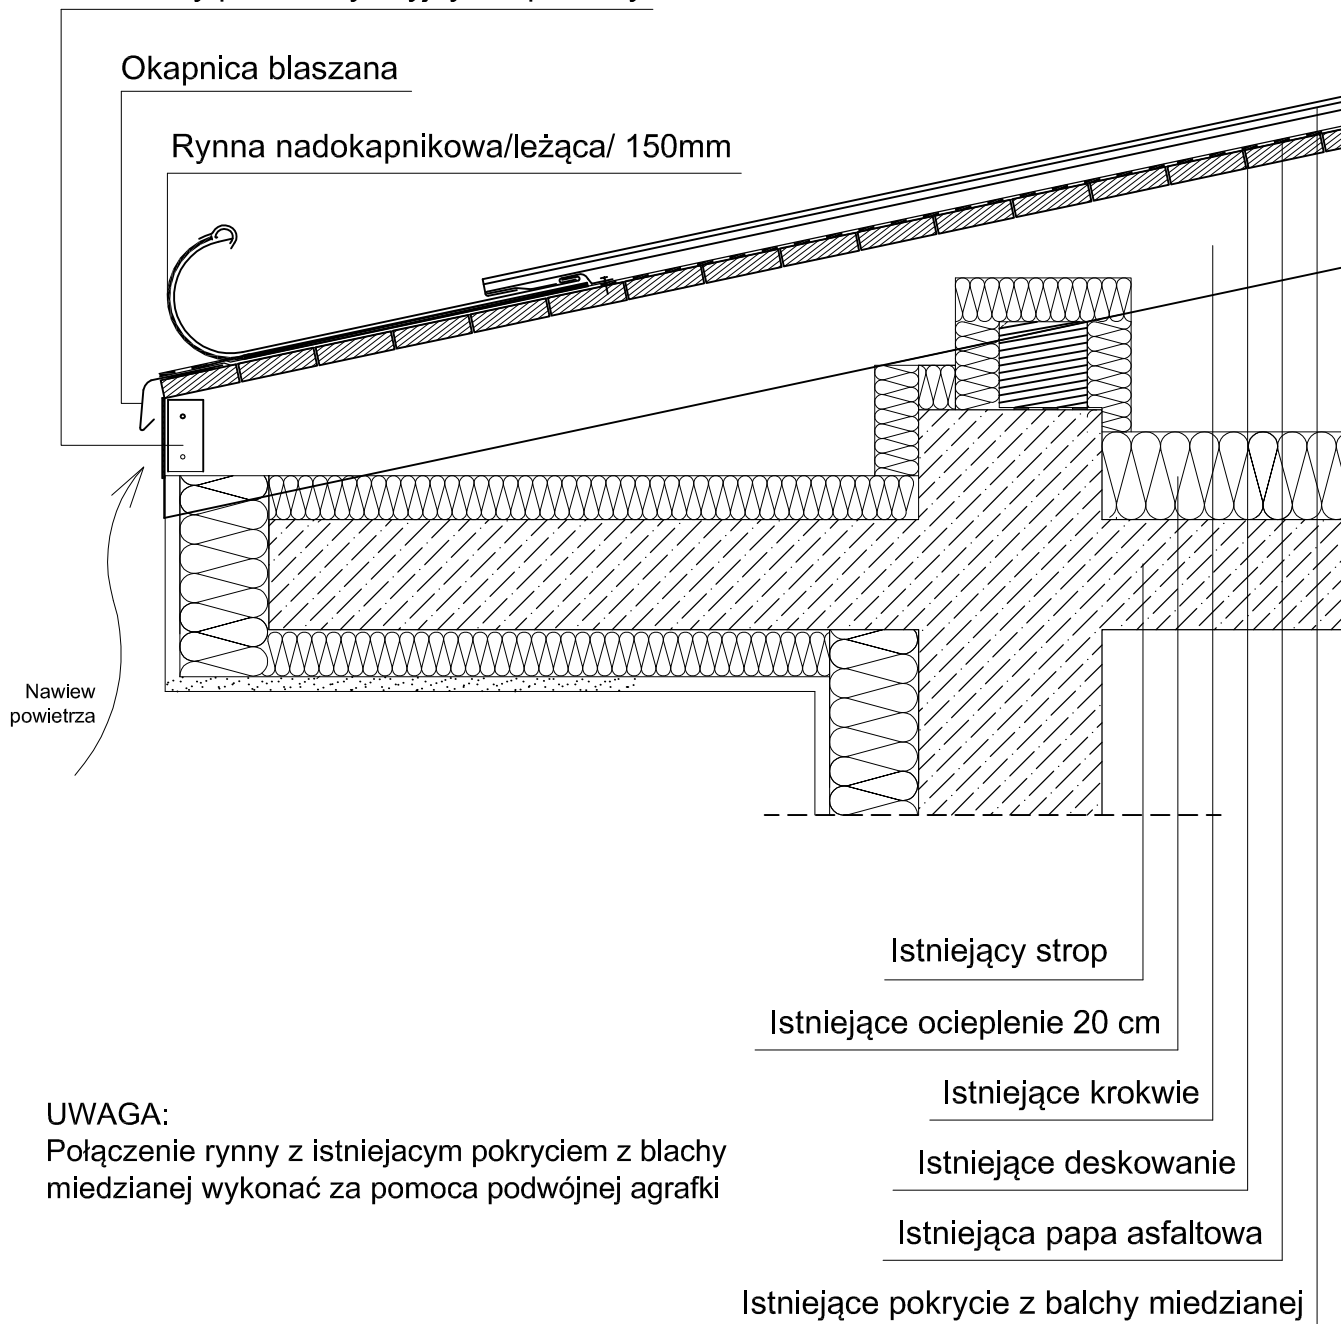 Okapnica blaszana
Rynna nadokapnikowa/leżąca/ 150mm
Nawiew
powietrza
Istniejący strop
Istniejące ocieplenie 20 cm
Istniejące krokwie
Istniejące deskowanie
Istniejąca papa asfaltowa
Istniejące pokrycie z balchy miedzianej
UWAGA:
Połączenie rynny z istniejacym pokryciem z blachy
miedzianej wykonać za pomoca podwójnej agrafki